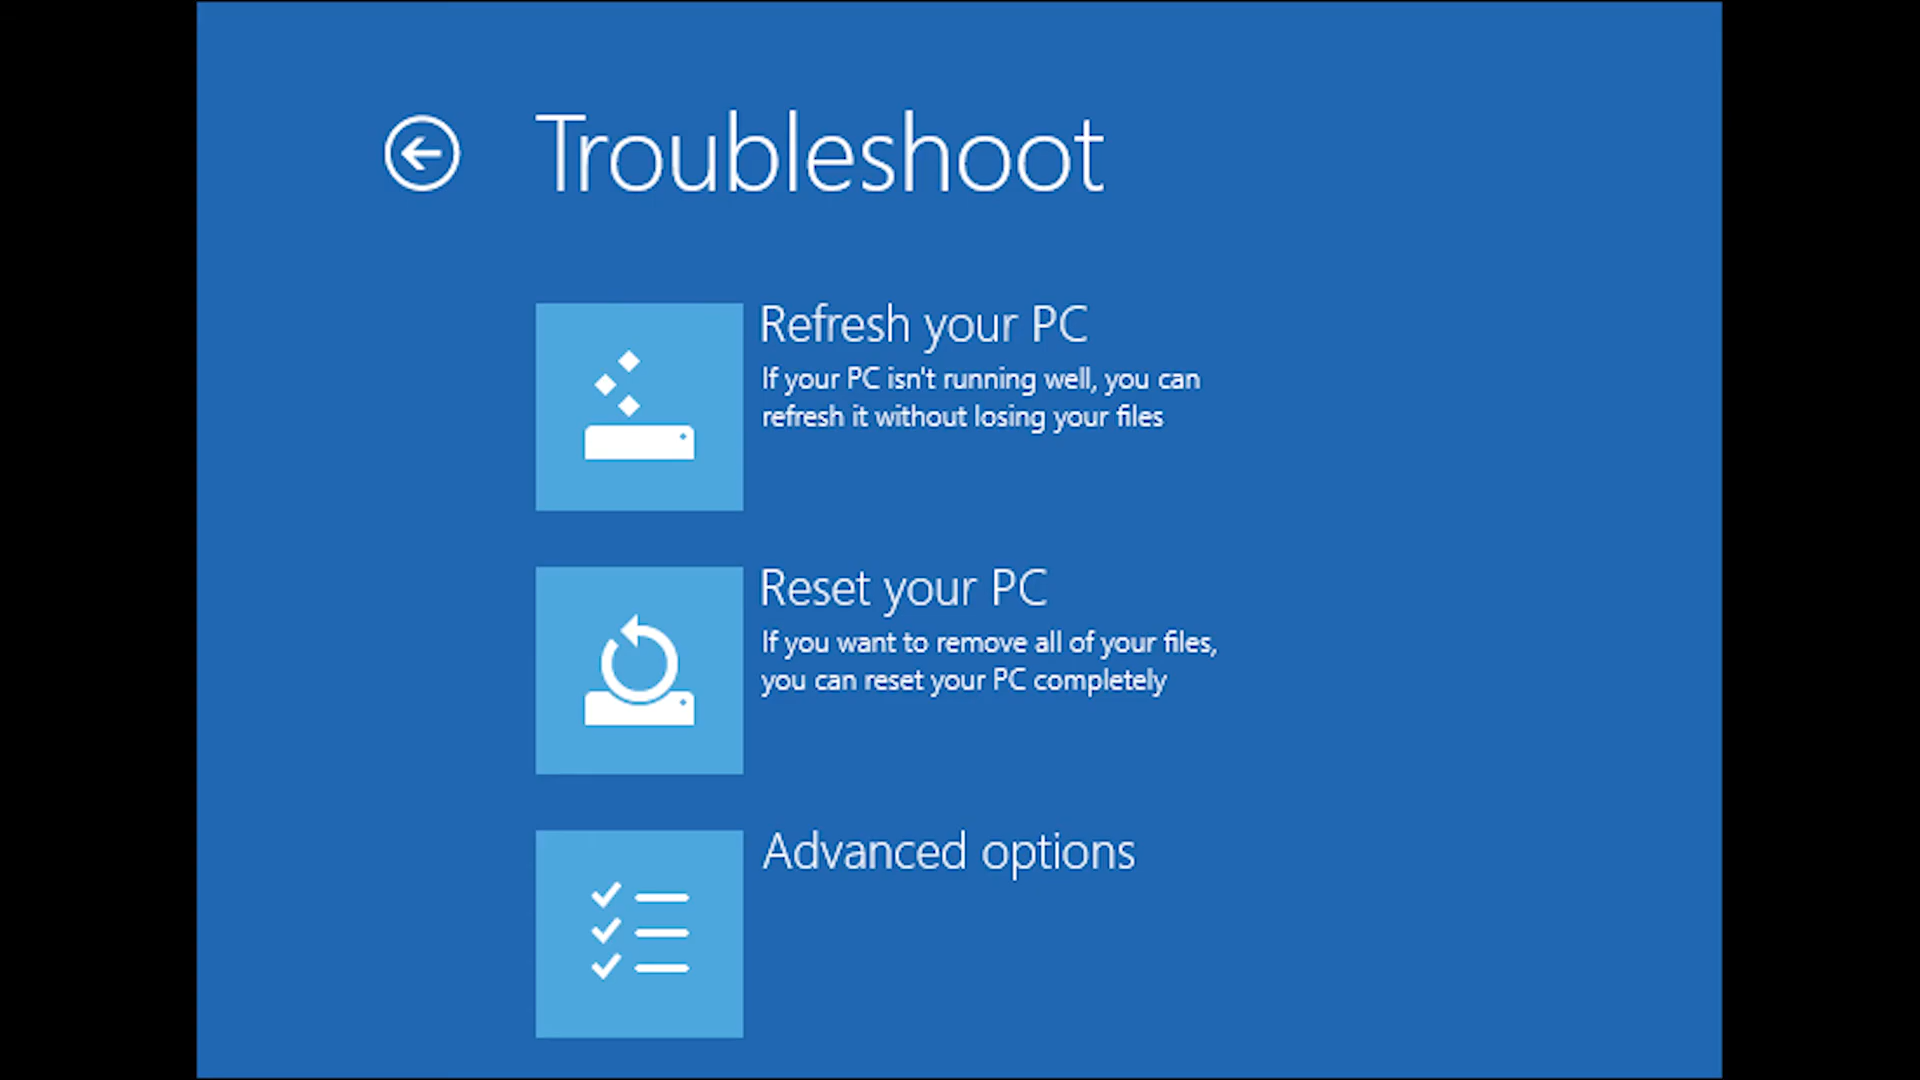 Troubleshoot
Refresh your PC
If your PC isn't running well, you can
refresh it without losing your files
Reset your PC
If you want to remove all of your files,
you can reset your PC completely
Advanced options